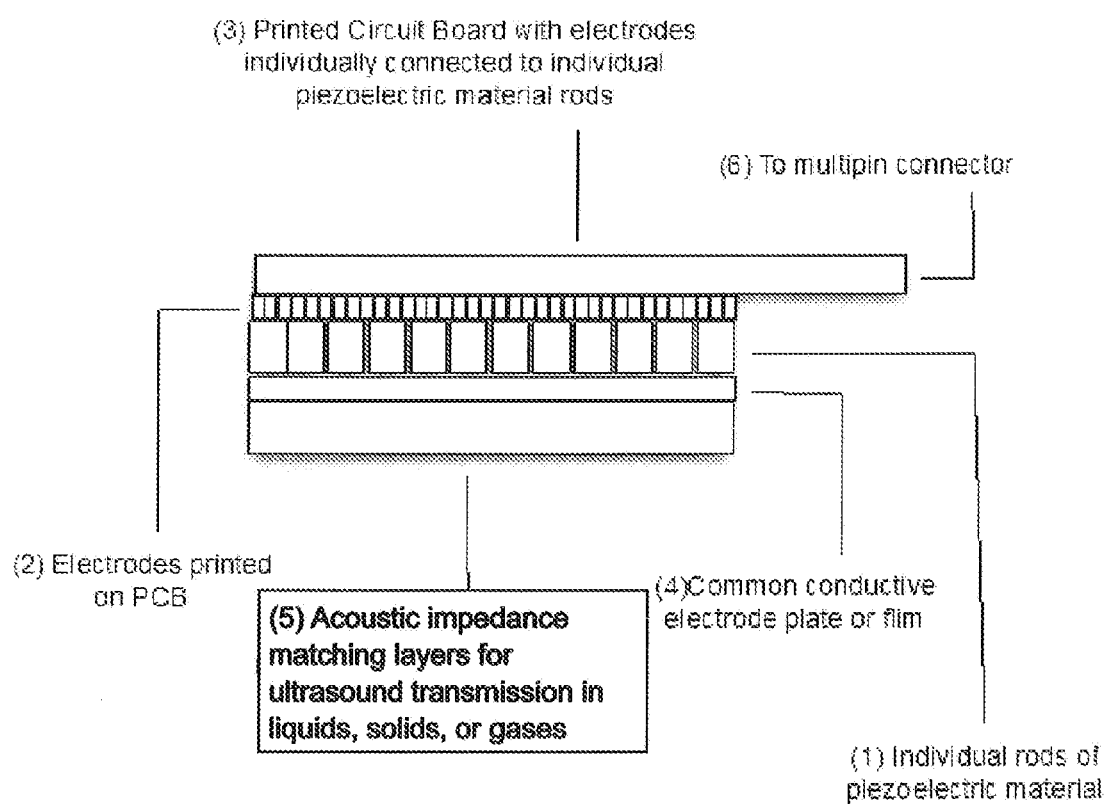 (3) Printed Circuit Board with electrodes
individually connected to individual
piezoelectric material rods
(6) To multipin connector
(2) Electrodes printed
on PCB
(5) Acoustic impedance
matching layers for
ultrasound transmission in
liquids, solids, or gases
(4)Common conductive
electrode plate or film
(1) Individual rods of
piezoelectric material